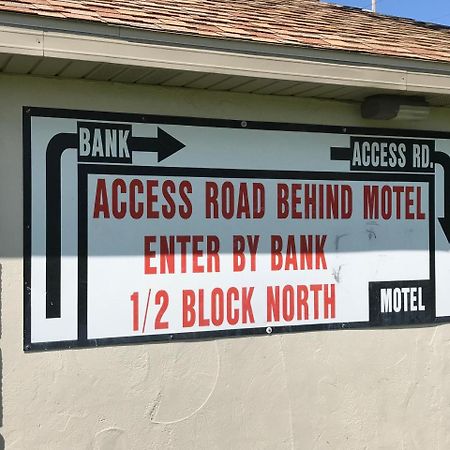 BANK
ACCESS RD.
ACCESS ROAD BEHIND MOTEL
ENTER BY BANK
1/2 BLOCK NORTH
MOTEL